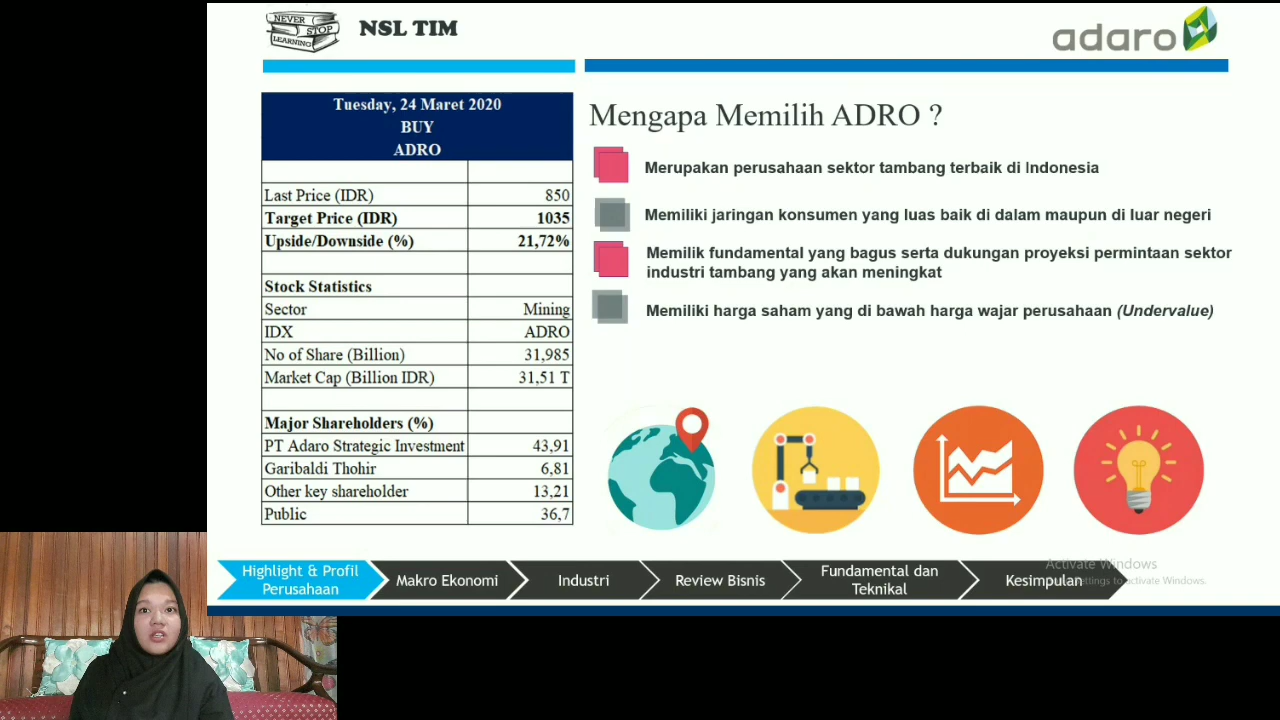 NEVER
STOP
LEARNING
NSL TIM
adaro
Tuesday, 24 Maret 2020
BUY
ADRO
Last Price (IDR) 850
Target Price (IDR) 1035
Upside/Downside (%) 21,72%
Stock Statistics
Sector Mining
IDX ADRO
No of Share (Billion) 31,985
Market Cap (Billion IDR) 31,51 T
Major Shareholders (%)
PT Adaro Strategic Investment 43,91
Garibaldi Thohir 6,81
Other key shareholder 13,21
Public 36,7
Mengapa Memilih ADRO ?
Merupakan perusahaan sektor tambang terbaik di Indonesia
Memiliki jaringan konsumen yang luas baik di dalam maupun di luar negeri
Memilik fundamental yang bagus serta dukungan proyeksi permintaan sektor
industri tambang yang akan meningkat
Memiliki harga saham yang di bawah harga wajar perusahaan (Undervalue)
Highlight & Profil
Perusahaan
Makro Ekonomi
Industri
Review Bisnis
Fundamental dan
Teknikal
Kesimpulan
Activate Windows
ettings to activate Windows.